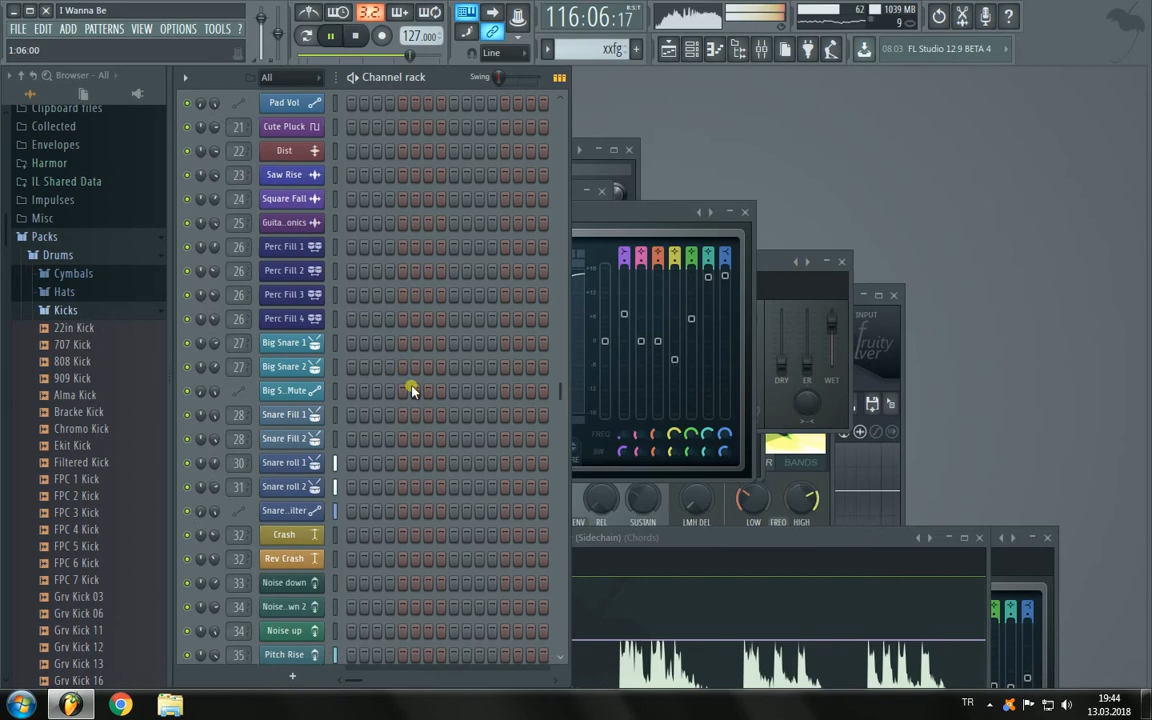 I Wanna Be
3.2
116:06:17
B:S:T
62
1039 MB
9
FILE EDIT ADD PATTERNS VIEW OPTIONS TOOLS ?
127.000
1:06:00
Line
xxfg
08.03 FL Studio 12.9 BETA 4
Browser - All
All
Channel rack
Swing
Clipboard files
Collected
Envelopes
Harmor
IL Shared Data
Impulses
Misc
Packs
Drums
Cymbals
Hats
Kicks
22in Kick
707 Kick
808 Kick
909 Kick
Alma Kick
Bracke Kick
Chromo Kick
Ekit Kick
Filtered Kick
FPC 1 Kick
FPC 2 Kick
FPC 3 Kick
FPC 4 Kick
FPC 5 Kick
FPC 6 Kick
FPC 7 Kick
Grv Kick 03
Grv Kick 06
Grv Kick 11
Grv Kick 12
Grv Kick 13
Grv Kick 16
Pad Vol
21 Cute Pluck
22 Dist
23 Saw Rise
24 Square Fall
25 Guita..onics
26 Perc Fill 1
26 Perc Fill 2
26 Perc Fill 3
26 Perc Fill 4
27 Big Snare 1
27 Big Snare 2
Big S..Mute
28 Snare Fill 1
28 Snare Fill 2
30 Snare roll 1
31 Snare roll 2
Snare..ilter
32 Crash
32 Rev Crash
33 Noise down
34 Noise..wn 2
34 Noise up
35 Pitch Rise
FREQ
BW
DRY ER WET
INPUT
R BANDS
ENV REL SUSTAIN LMH DEL LOW FREQ HIGH
(Sidechain) (Chords)
TR
19:44
13.03.2018